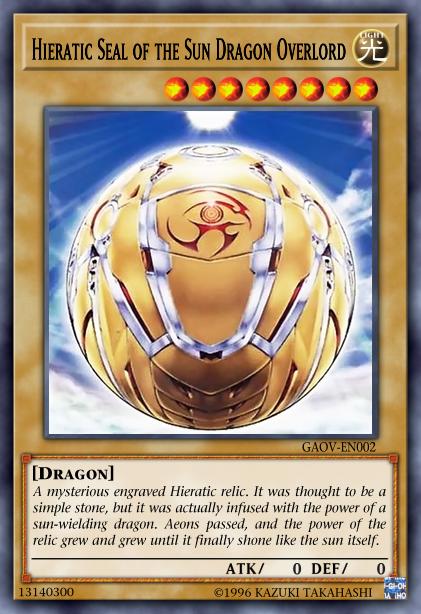 HIERATIC SEAL OF THE SUN DRAGON OVERLORD
LIGHT
光
GAOV-EN002
[DRAGON]
A mysterious engraved Hieratic relic. It was thought to be a
simple stone, but it was actually infused with the power of a
sun-wielding dragon. Aeons passed, and the power of the
relic grew and grew until it finally shone like the sun itself.
ATK/ 0 DEF/ 0
13140300
©1996 KAZUKI TAKAHASHI